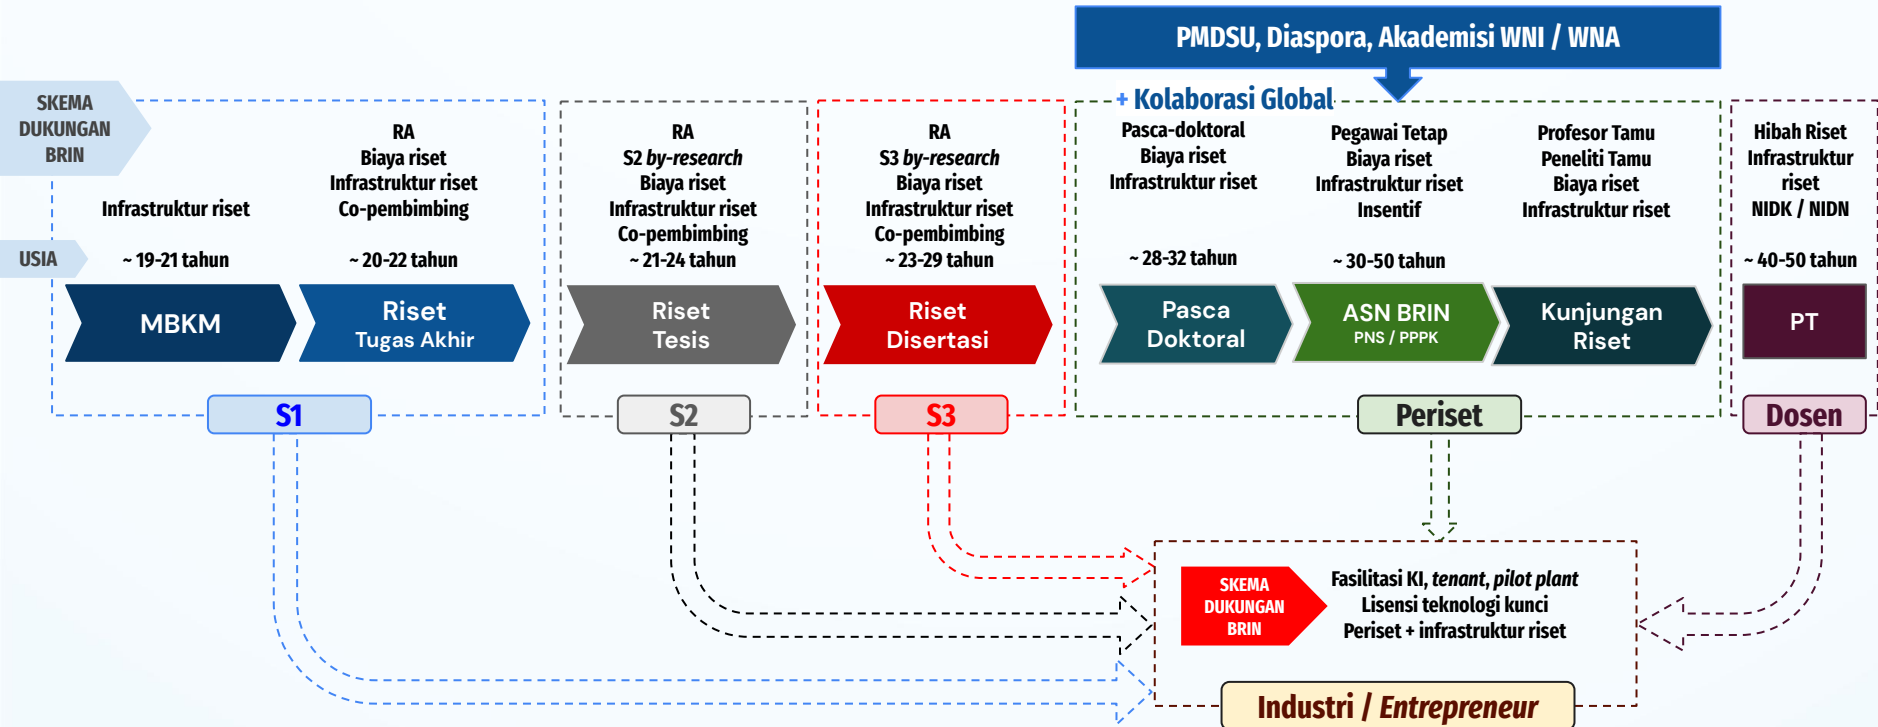 PMDSU, Diaspora, Akademisi WNI / WNA
+ Kolaborasi Global
SKEMA
DUKUNGAN
BRIN
Infrastruktur riset
RA
Biaya riset
Infrastruktur riset
Co-pembimbing
RA
S2 by-research
Biaya riset
Infrastruktur riset
Co-pembimbing
RA
S3 by-research
Biaya riset
Infrastruktur riset
Co-pembimbing
Pasca-doktoral
Biaya riset
Infrastruktur riset
Pegawai Tetap
Biaya riset
Infrastruktur riset
Insentif
Profesor Tamu
Peneliti Tamu
Biaya riset
Infrastruktur riset
Hibah Riset
Infrastruktur
riset
NIDK / NIDN
USIA
~ 19-21 tahun
~ 20-22 tahun
~ 21-24 tahun
~ 23-29 tahun
~ 28-32 tahun
~ 30-50 tahun
~ 40-50 tahun
MBKM
Riset
Tugas Akhir
Riset
Tesis
Riset
Disertasi
Pasca
Doktoral
ASN BRIN
PNS / PPPK
Kunjungan
Riset
PT
S1
S2
S3
Periset
Dosen
SKEMA
DUKUNGAN
BRIN
Fasilitasi KI, tenant, pilot plant
Lisensi teknologi kunci
Periset + infrastruktur riset
Industri / Entrepreneur